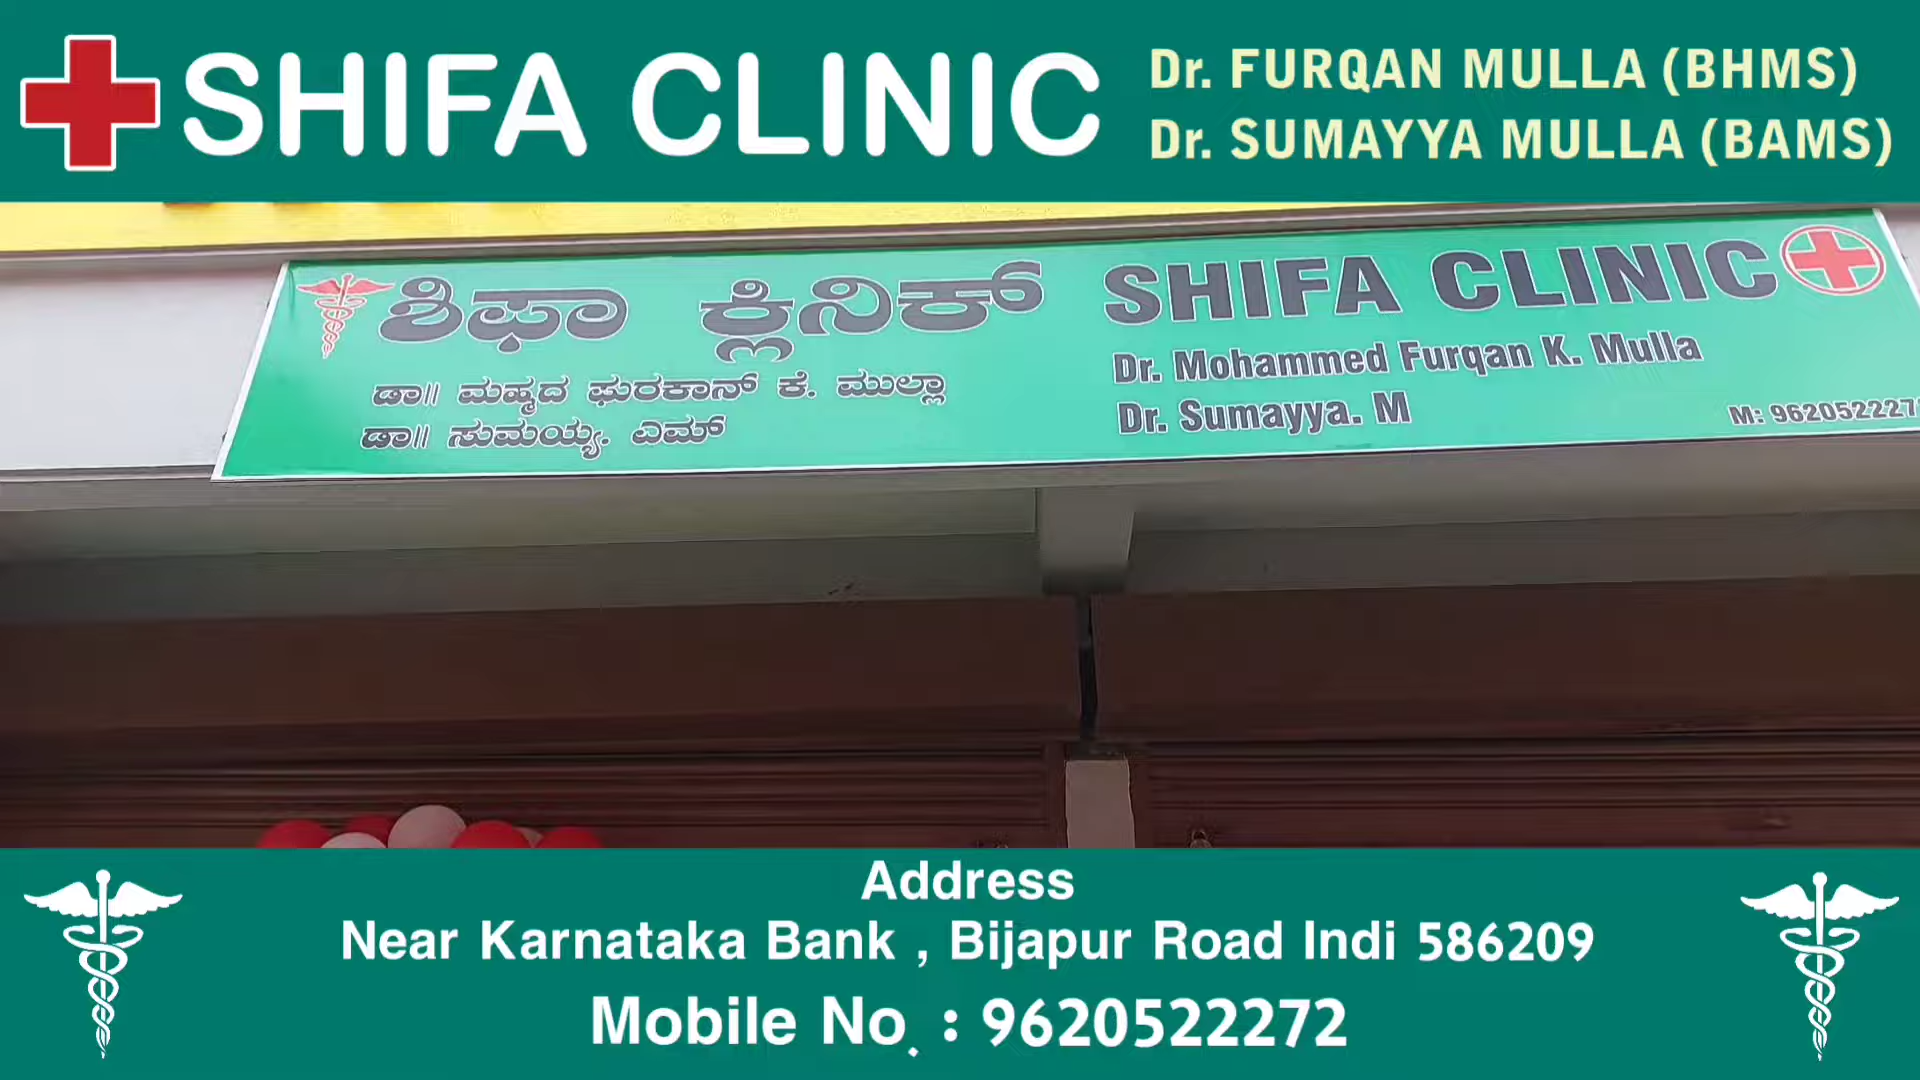 SHIFA CLINIC
Dr. FURQAN MULLA (BHMS)
Dr. SUMAYYA MULLA (BAMS)
ಶಿಫಾ ಕ್ಲಿನಿಕ್
ಡಾ॥ ಮಹ್ಮದ ಫುರಕಾನ್ ಕೆ. ಮುಲ್ಲಾ
ಡಾ॥ ಸುಮಯ್ಯ. ಎಮ್
SHIFA CLINIC
Dr. Mohammed Furqan K. Mulla
Dr. Sumayya. M
M: 9620522272
Address
Near Karnataka Bank , Bijapur Road Indi 586209
Mobile No. : 9620522272